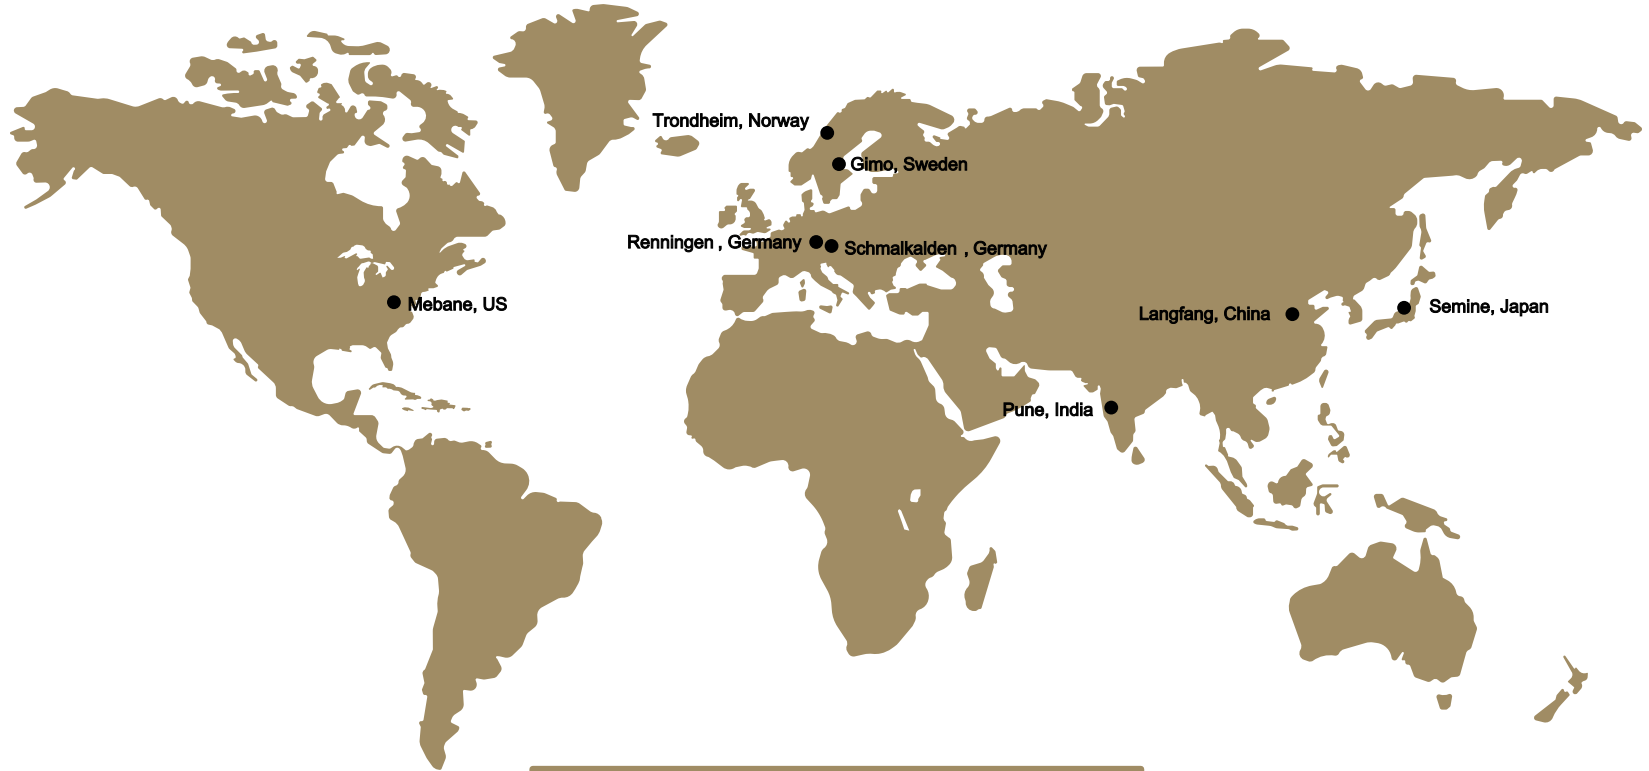 Trondheim, Norway
Gimo, Sweden
Renningen , Germany
Schmalkalden , Germany
Mebane, US
Langfang, China
Semine, Japan
Pune, India